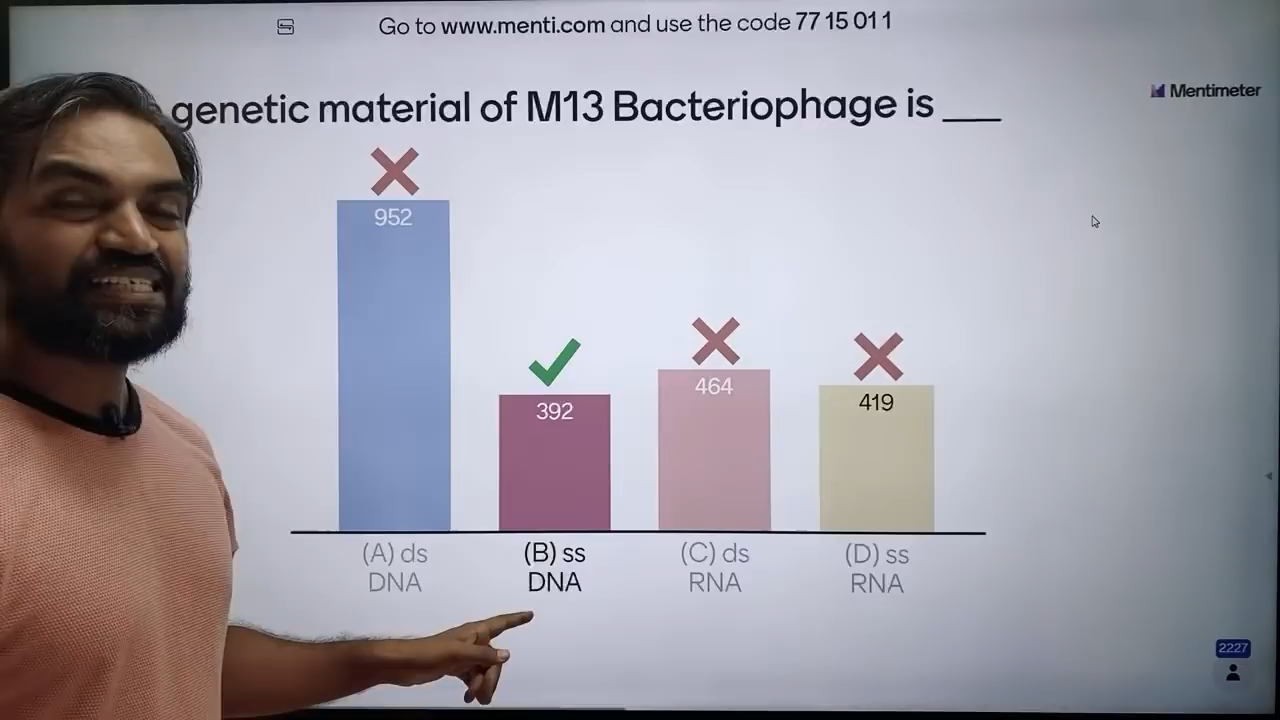 Go to www.menti.com and use the code 77 15 01 1
Mentimeter
genetic material of M13 Bacteriophage is ___
952
392
464
419
(A) ds
DNA
(B) ss
DNA
(C) ds
RNA
(D) ss
RNA
2227